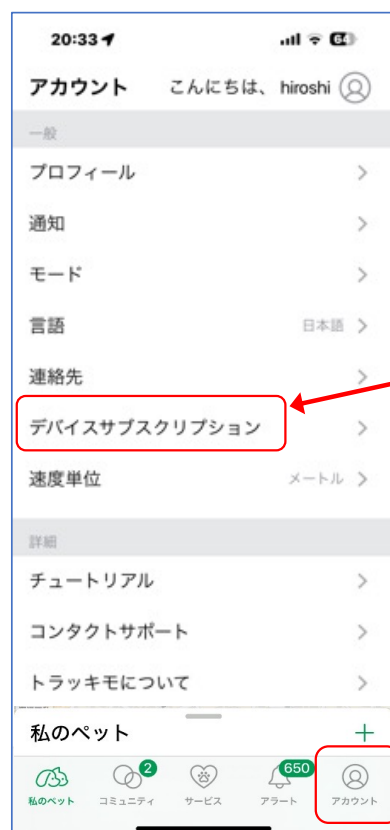 20:33
64
アカウント こんにちは、 hiroshi
一般
プロフィール
通知
モード
言語 日本語
連絡先
デバイスサブスクリプション
速度単位 メートル
詳細
チュートリアル
コンタクトサポート
トラッキモについて
私のペット
2
650
私のペット コミュニティ サービス アラート アカウント